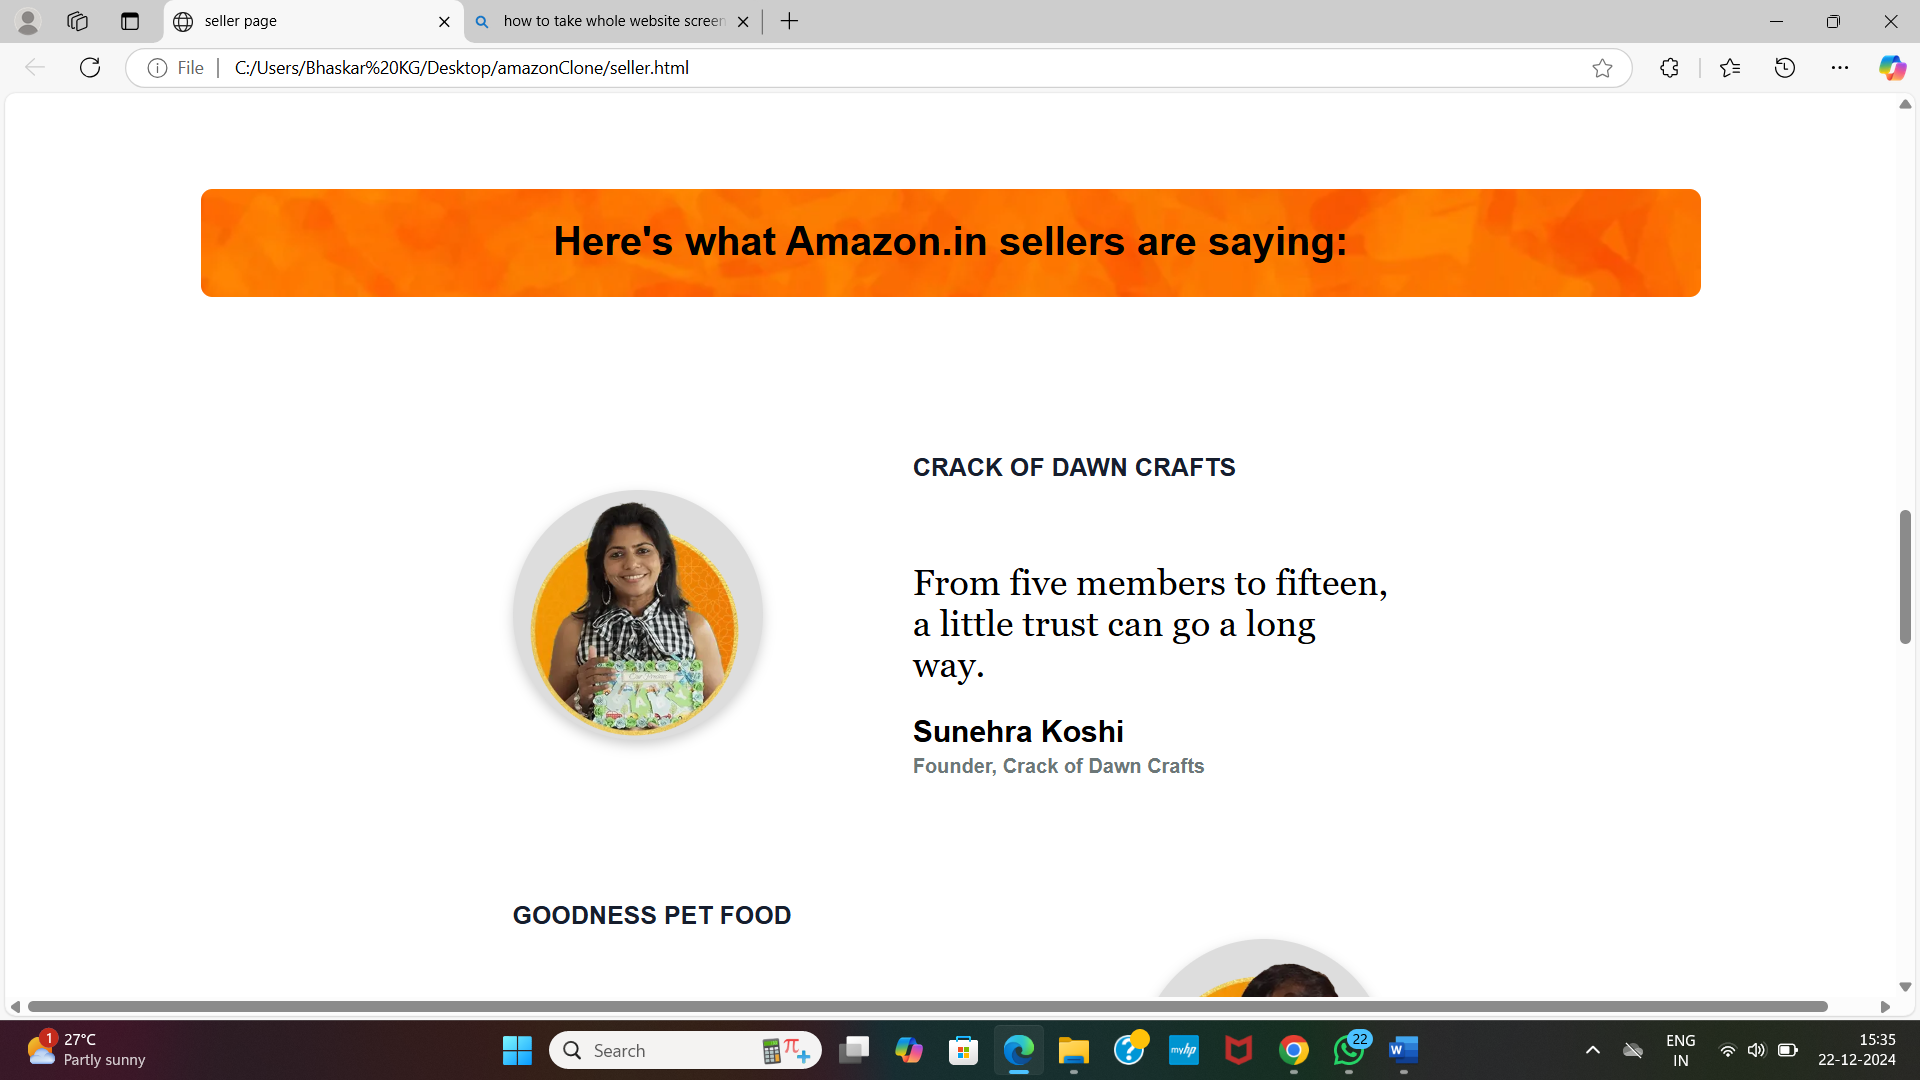 seller page
how to take whole website screen
File
C:/Users/Bhaskar%20KG/Desktop/amazonClone/seller.html
Here's what Amazon.in sellers are saying:
CRACK OF DAWN CRAFTS
From five members to fifteen,
a little trust can go a long
way.
Sunehra Koshi
Founder, Crack of Dawn Crafts
GOODNESS PET FOOD
1
27°C
Partly sunny
Search
myhp
22
W
ENG
IN
15:35
22-12-2024